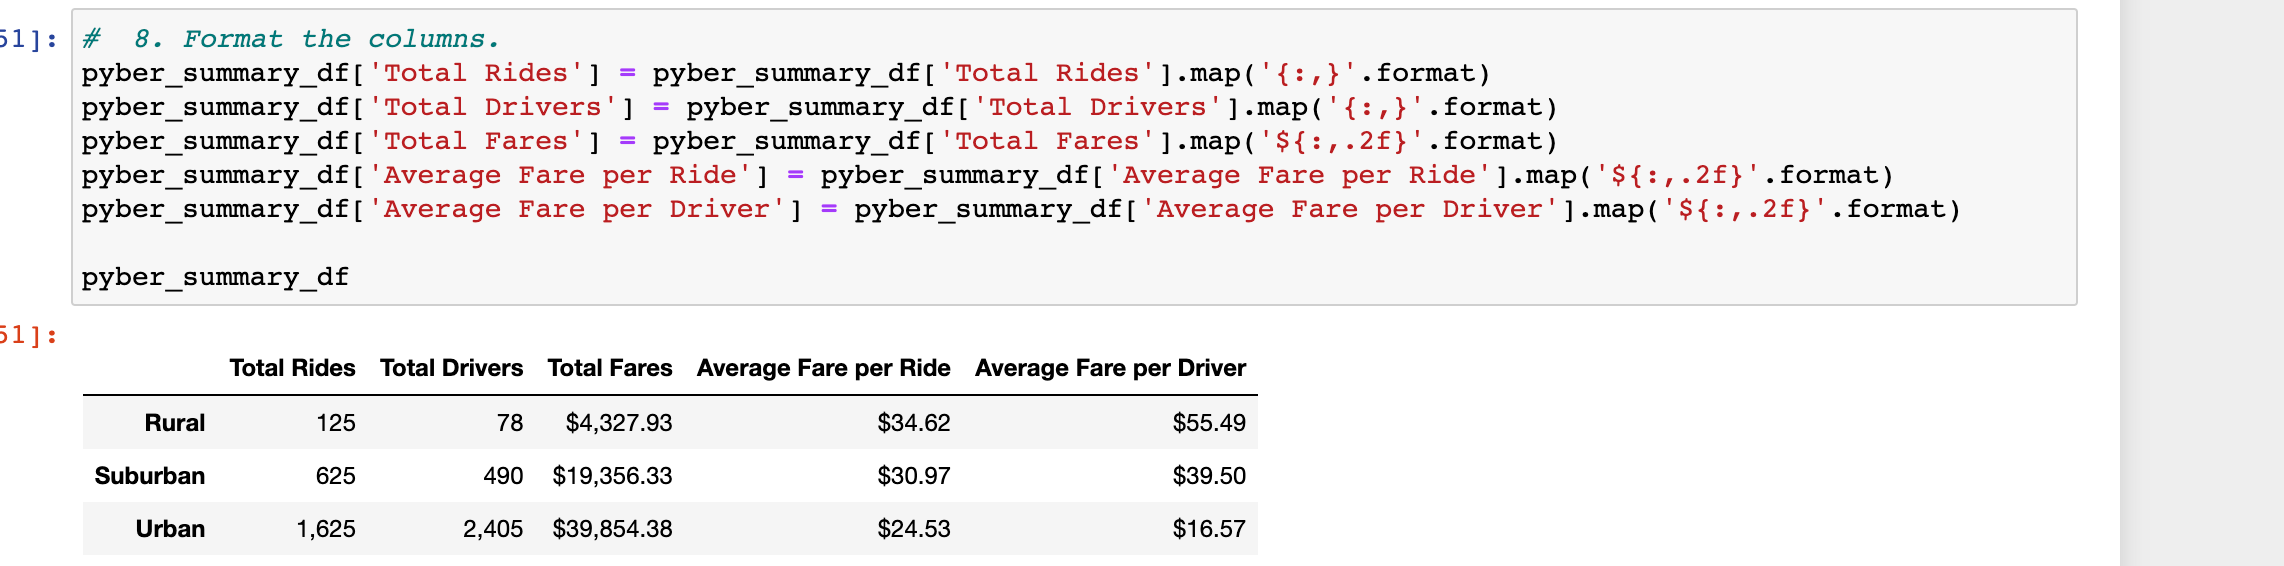 51]:
# 8. Format the columns.
pyber_summary_df['Total Rides'] = pyber_summary_df['Total Rides'].map('{:,}'.format)
pyber_summary_df['Total Drivers'] = pyber_summary_df['Total Drivers'].map('{:,}'.format)
pyber_summary_df['Total Fares'] = pyber_summary_df['Total Fares'].map('${:,.2f}'.format)
pyber_summary_df['Average Fare per Ride'] = pyber_summary_df['Average Fare per Ride'].map('${:,.2f}'.format)
pyber_summary_df['Average Fare per Driver'] = pyber_summary_df['Average Fare per Driver'].map('${:,.2f}'.format)
pyber_summary_df
51]:
Total Rides Total Drivers Total Fares Average Fare per Ride Average Fare per Driver
Rural 125 78 $4,327.93 $34.62 $55.49
Suburban 625 490 $19,356.33 $30.97 $39.50
Urban 1,625 2,405 $39,854.38 $24.53 $16.57